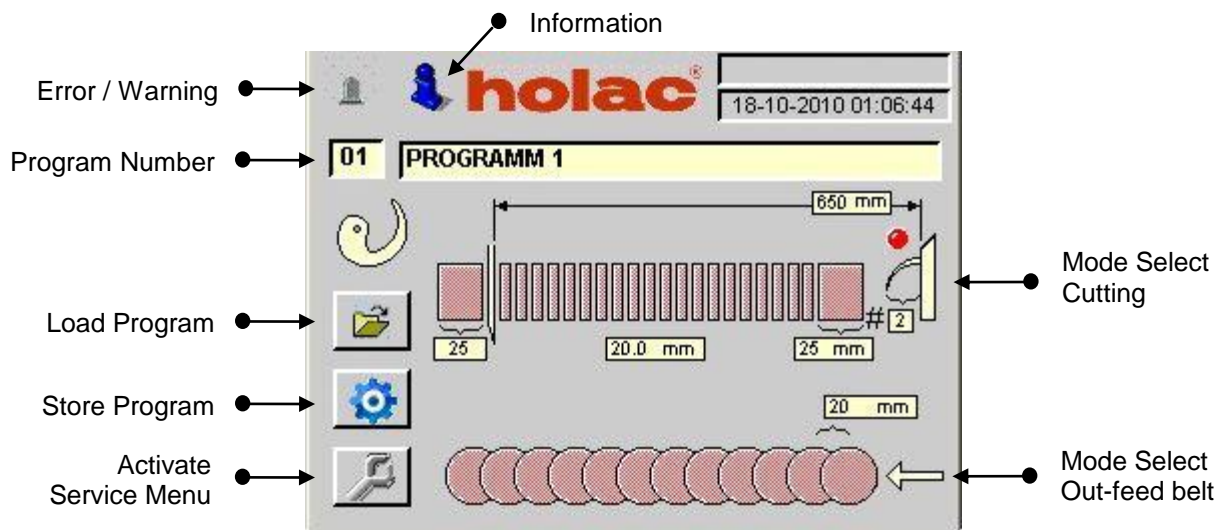 Information
Error / Warning
holac®
18-10-2010 01:06:44
Program Number
01 PROGRAMM 1
650 mm
Mode Select
Cutting
Load Program
# 2
25 20.0 mm 25 mm
Store Program
20 mm
Activate
Service Menu
Mode Select
Out-feed belt